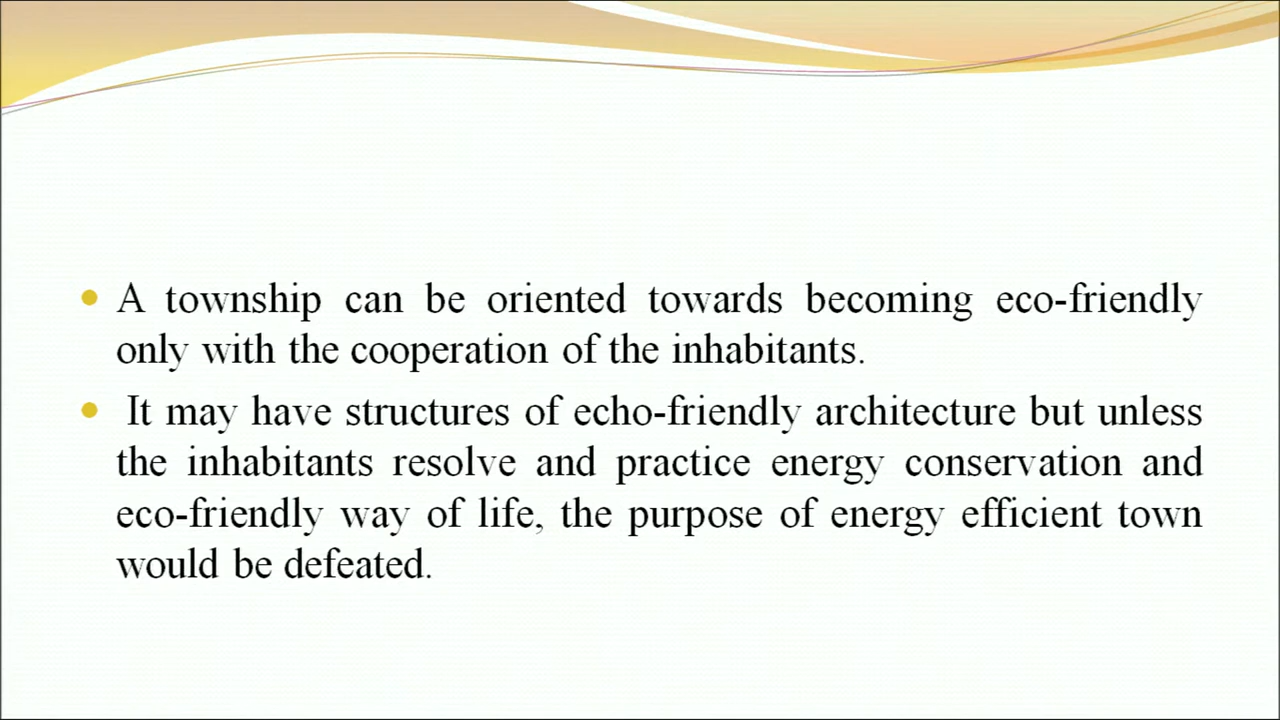 A township can be oriented towards becoming eco-friendly
only with the cooperation of the inhabitants.
It may have structures of echo-friendly architecture but unless
the inhabitants resolve and practice energy conservation and
eco-friendly way of life, the purpose of energy efficient town
would be defeated.